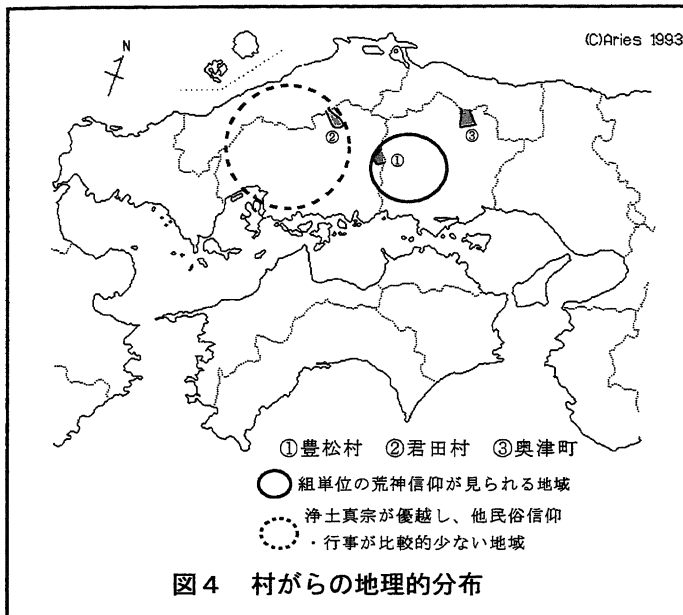 (C)Aries 1993
N
②
③
①
①豊松村 ②君田村 ③奥津町
組単位の荒神信仰が見られる地域
浄土真宗が優越し、他民俗信仰
・行事が比較的少ない地域
図4 村がらの地理的分布